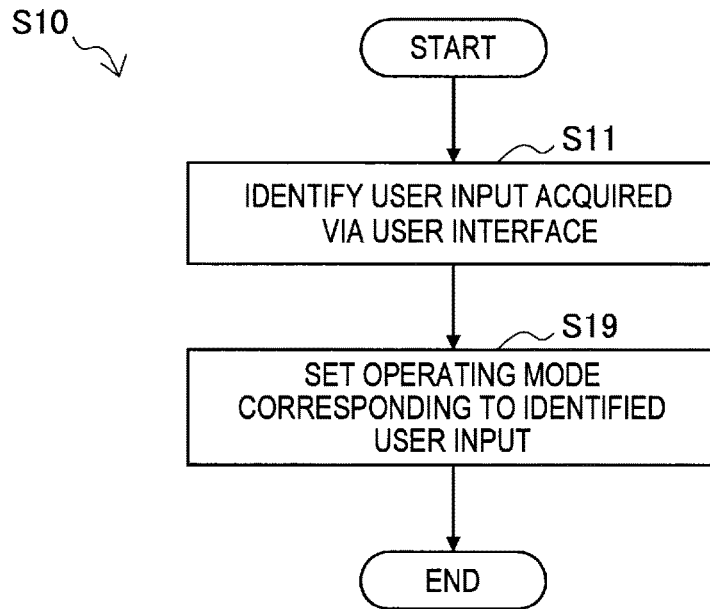 S10
START
S11
IDENTIFY USER INPUT ACQUIRED
VIA USER INTERFACE
S19
SET OPERATING MODE
CORRESPONDING TO IDENTIFIED
USER INPUT
END